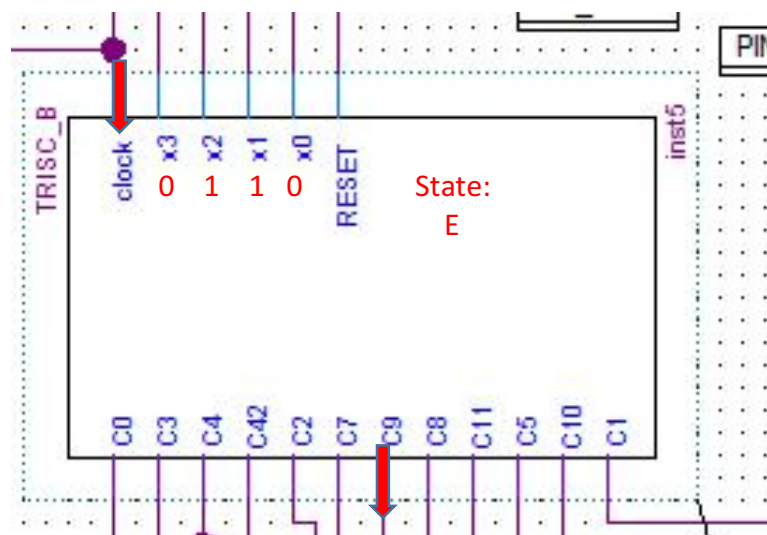 PIN
TRISC_B
clock x3 x2 x1 x0 RESET
inst5
0 1 1 0
State:
E
C0 C3 C4 C42 C2 C7 C9 C8 C11 C5 C10 C1